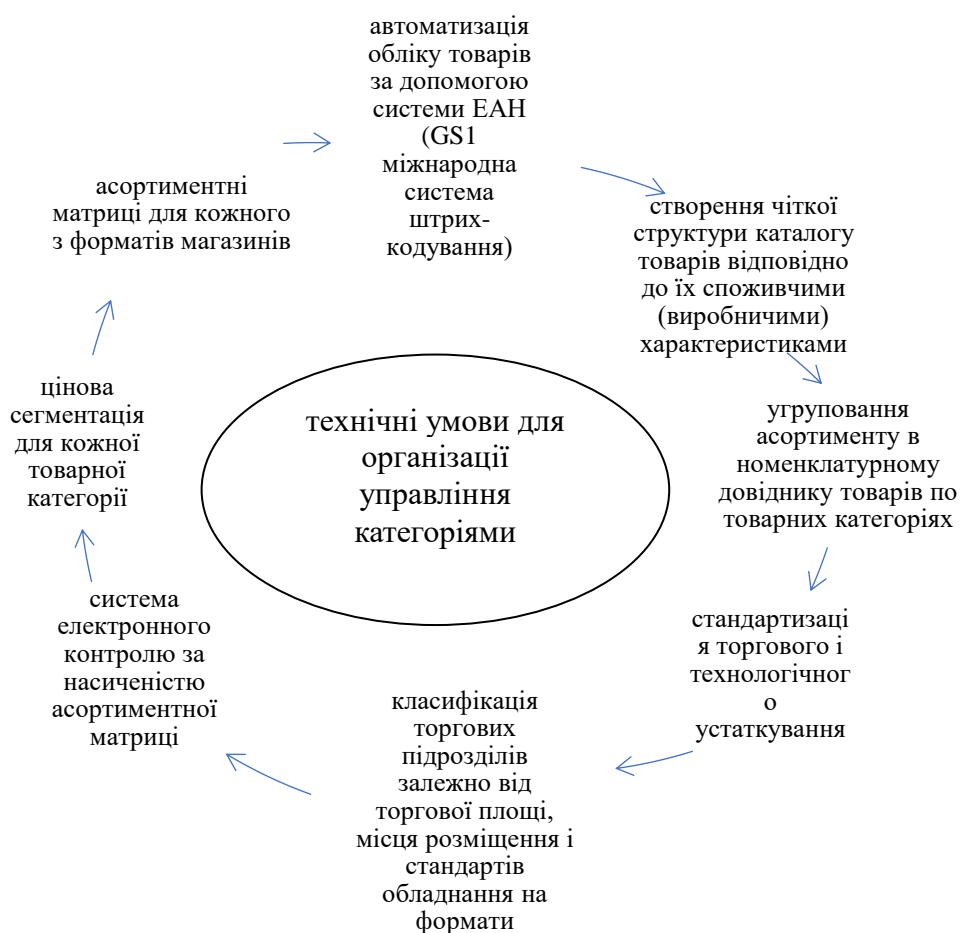 автоматизація
обліку товарів
за допомогою
системи ЕАН
(GS1
міжнародна
система
штрих-
кодування)
створення чіткої
структури каталогу
товарів відповідно
до їх споживчими
(виробничими)
характеристиками
угруповання
асортименту в
номенклатурному
довіднику товарів по
товарних категоріях
стандартизаці
я торгового і
технологічног
о
устаткування
класифікація
торгових
підрозділів
залежно від
торгової площі,
місця розміщення і
стандартів
обладнання на
формати
система
електронного
контролю за
насиченістю
асортиментної
матриці
цінова
сегментація
для кожної
товарної
категорії
асортиментні
матриці для кожного
з форматів магазинів
технічні умови для
організації
управління
категоріями